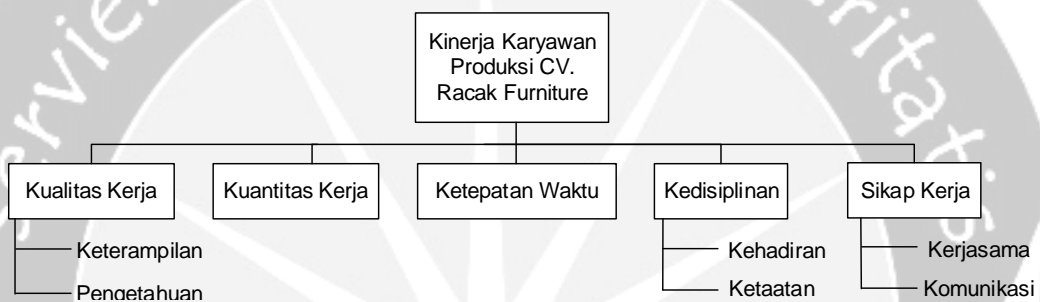 Kinerja Karyawan
Produksi CV.
Racak Furniture
Kualitas Kerja
Kuantitas Kerja
Ketepatan Waktu
Kedisiplinan
Sikap Kerja
Keterampilan
Pengetahuan
Kehadiran
Ketaatan
Kerjasama
Komunikasi